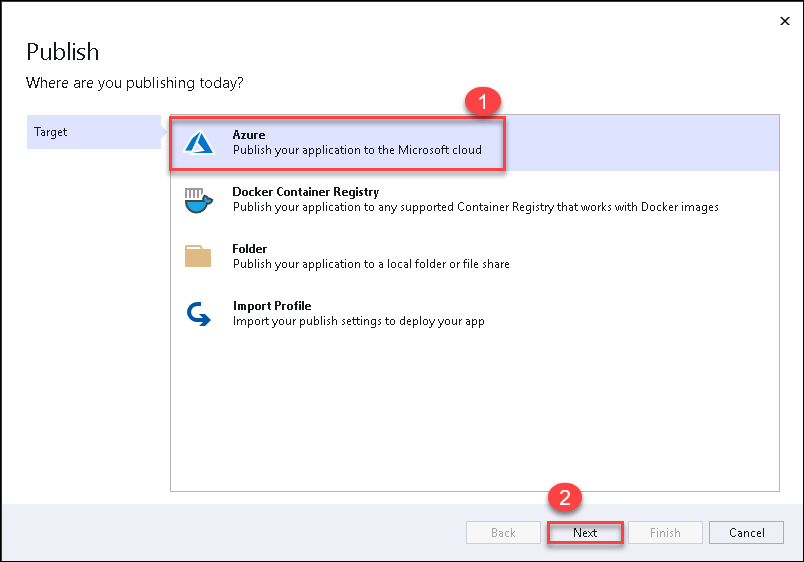 Publish
Where are you publishing today?
1
Target
Azure
Publish your application to the Microsoft cloud
Docker Container Registry
Publish your application to any supported Container Registry that works with Docker images
Folder
Publish your application to a local folder or file share
Import Profile
Import your publish settings to deploy your app
2
Back
Next
Finish
Cancel